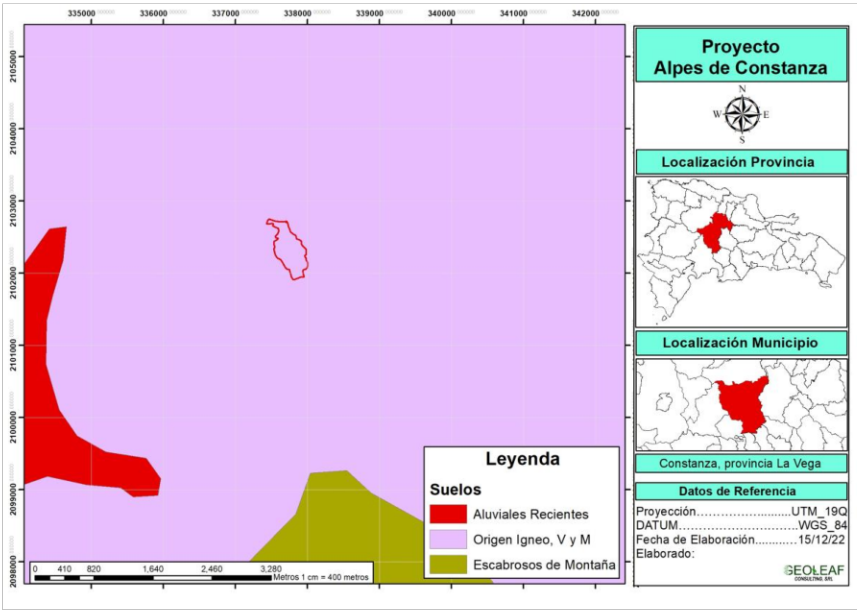 335000 336000 337000 338000 339000 340000 341000 342000
2105000
2104000
2103000
2102000
2101000
2100000
2099000
2098000
Leyenda
Suelos
Aluviales Recientes
Origen Igneo, V y M
Escabrosos de Montaña
0 410 820 1,640 2,460 3,280
Metros 1 cm = 400 metros
Proyecto
Alpes de Constanza
N
W E
S
Localización Provincia
Localización Municipio
Constanza, provincia La Vega
Datos de Referencia
Proyección.......................UTM_19Q
DATUM............................WGS_84
Fecha de Elaboración...........15/12/22
Elaborado:
GEOLEAF
CONSULTING, SRL